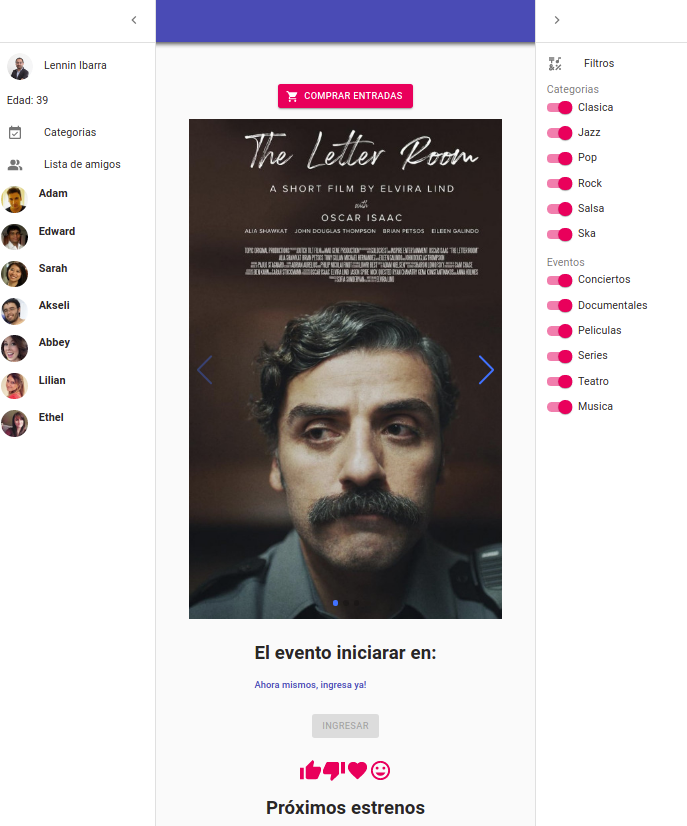 Lennin Ibarra
Edad: 39
Categorias
Lista de amigos
Adam
Edward
Sarah
Akseli
Abbey
Lilian
Ethel
COMPRAR ENTRADAS
The Letter Room
A SHORT FILM BY ELVIRA LIND
with
OSCAR ISAAC
ALIA SHAWKAT JOHN DOUGLAS THOMPSON BRIAN PETSOS EILEEN GALINDO
El evento iniciarar en:
Ahora mismos, ingresa ya!
INGRESAR
Próximos estrenos
Filtros
Categorias
Clasica
Jazz
Pop
Rock
Salsa
Ska
Eventos
Conciertos
Documentales
Peliculas
Series
Teatro
Musica